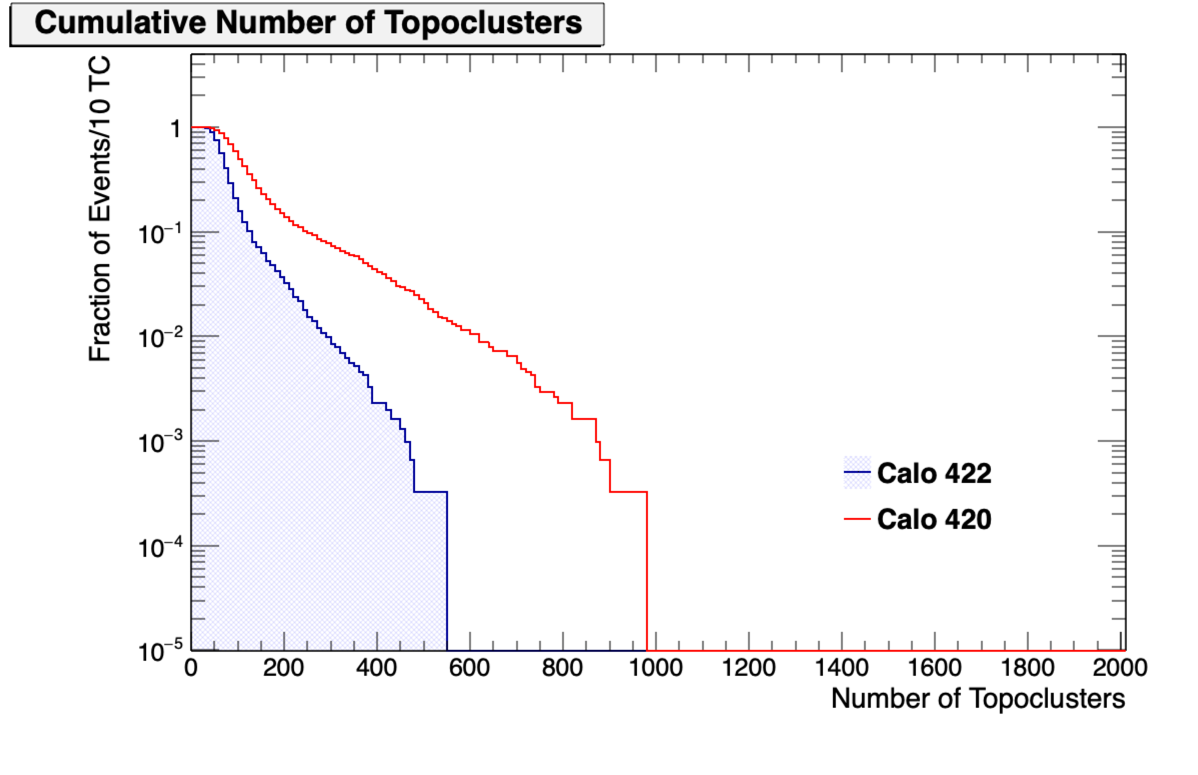 Cumulative Number of Topoclusters
Fraction of Events/10 TC
1
10⁻¹
10⁻²
10⁻³
10⁻⁴
10⁻⁵
Calo 422
Calo 420
0 200 400 600 800 1000 1200 1400 1600 1800 2000
Number of Topoclusters